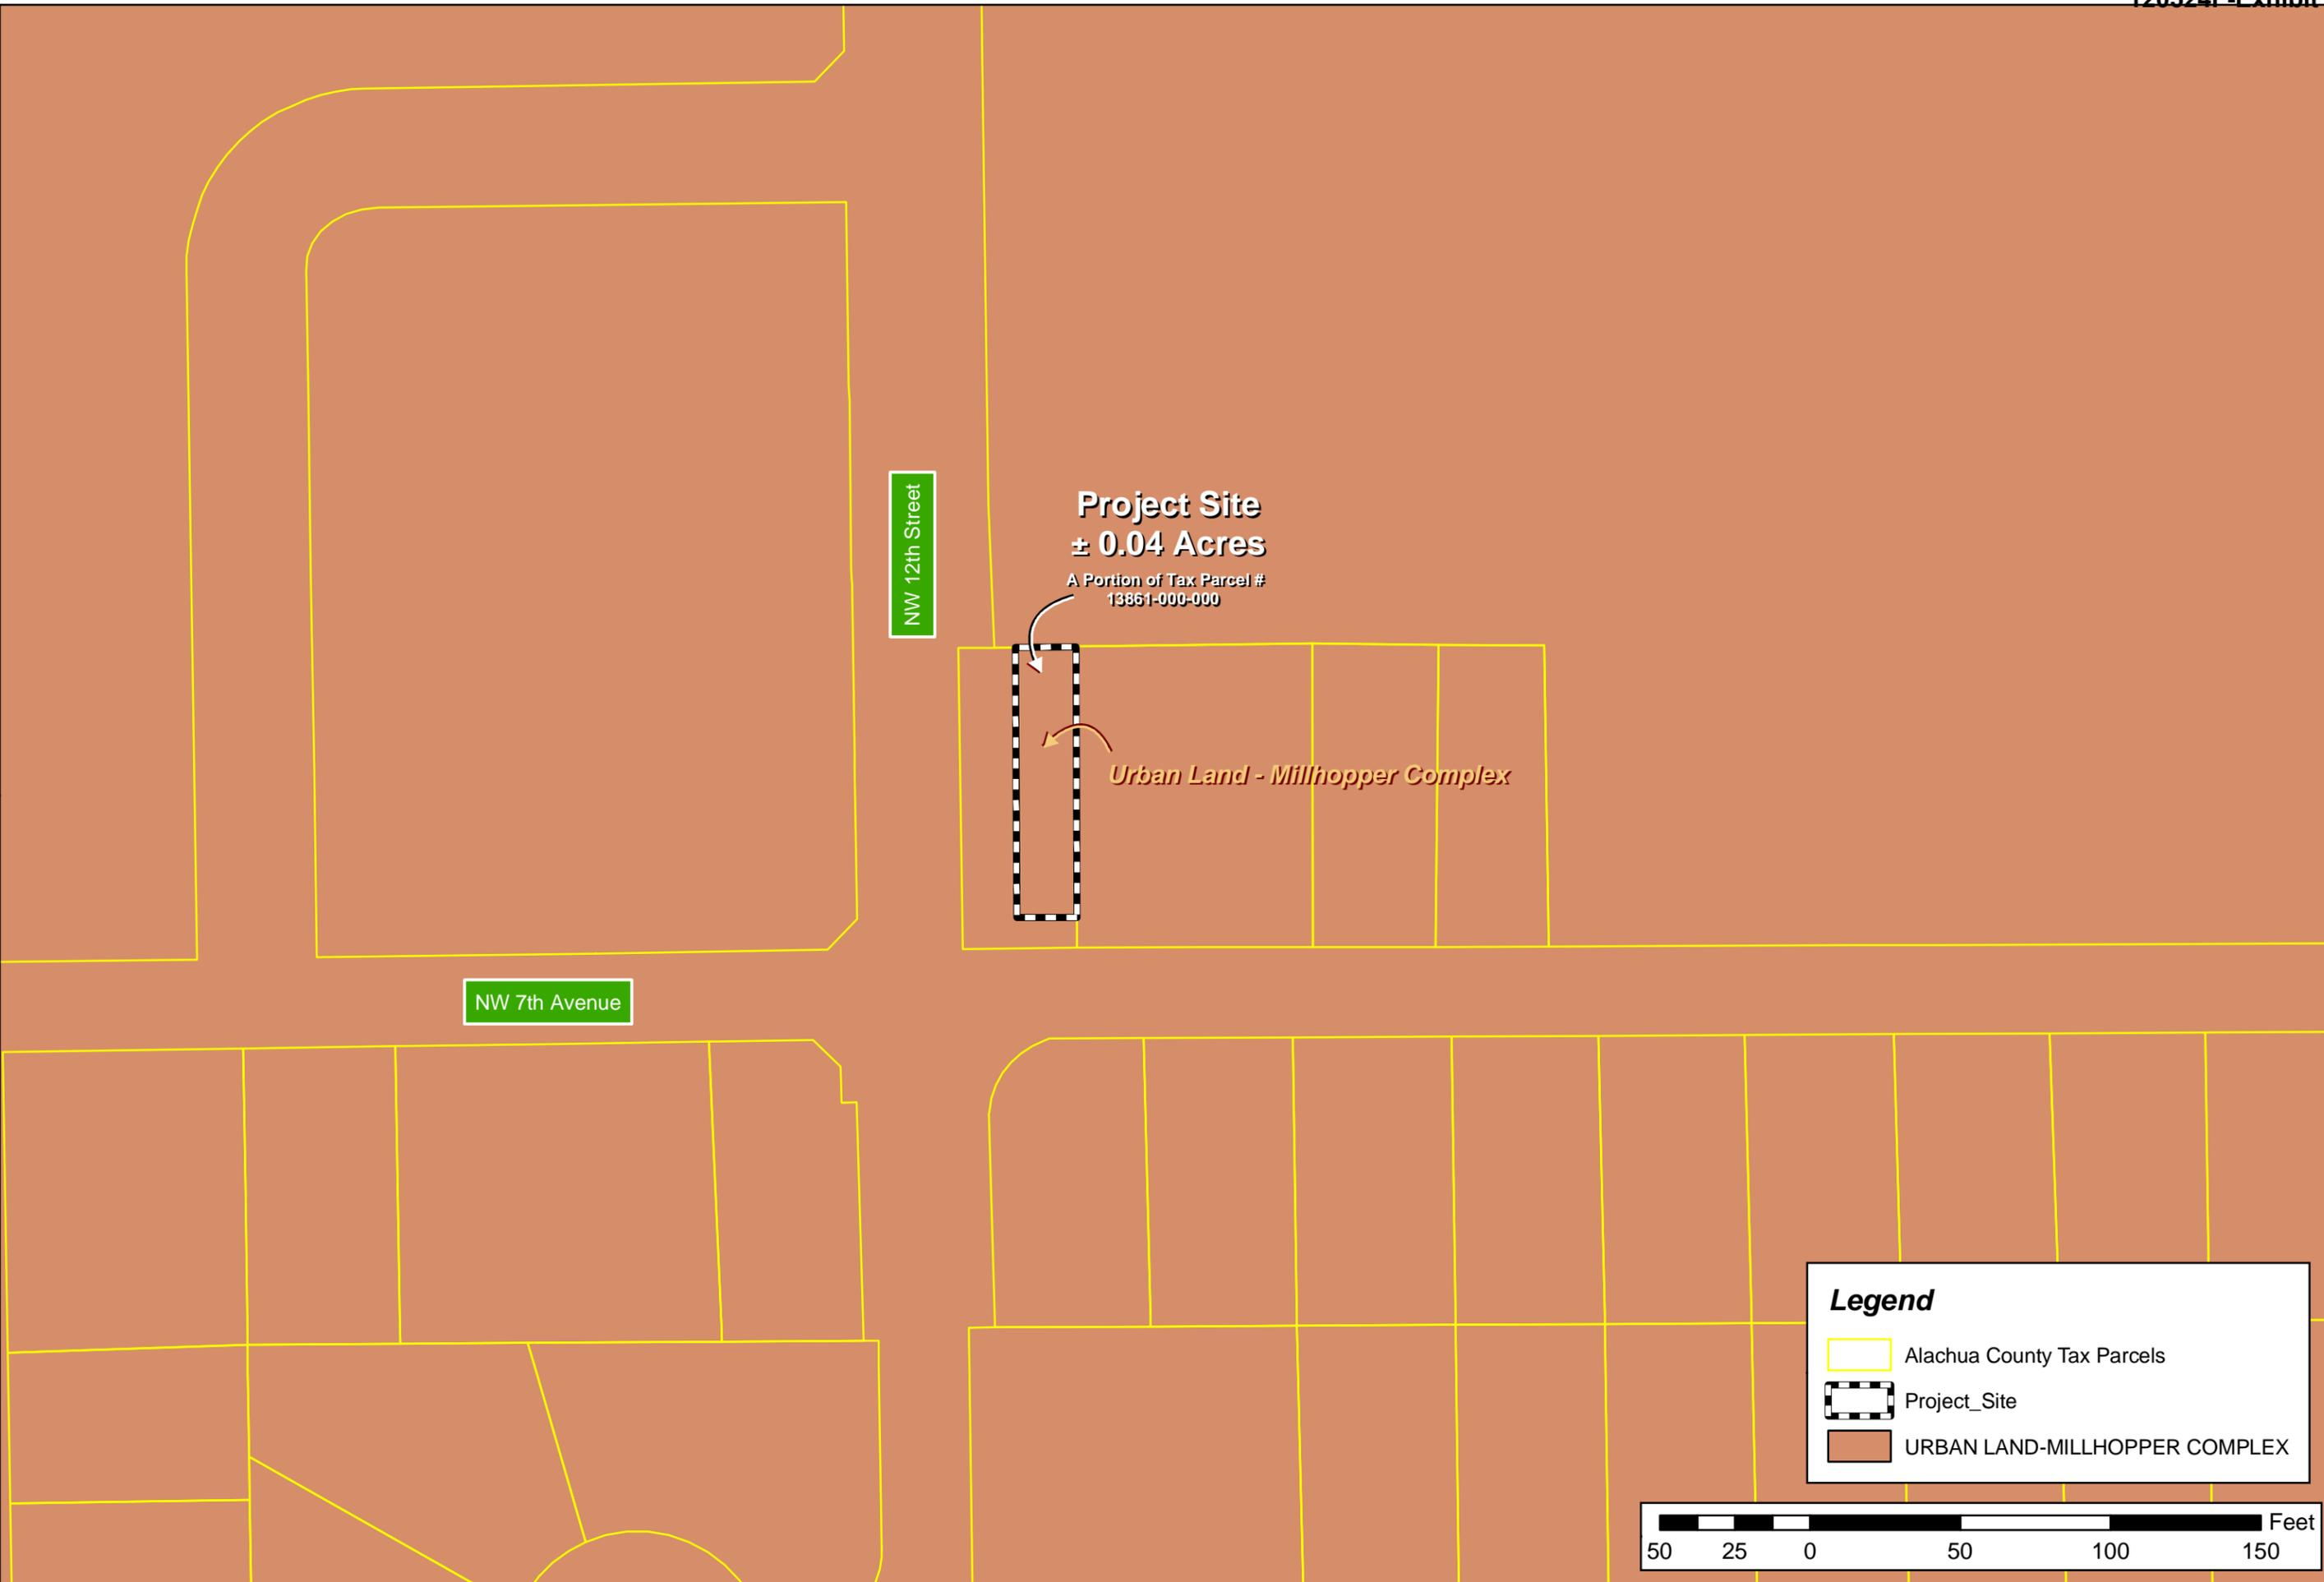 NW 12th Street
Project Site
± 0.04 Acres
A Portion of Tax Parcel #
13861-000-000
Urban Land - Millhopper Complex
NW 7th Avenue
Legend
Alachua County Tax Parcels
Project_Site
URBAN LAND-MILLHOPPER COMPLEX
Feet
50 25 0 50 100 150